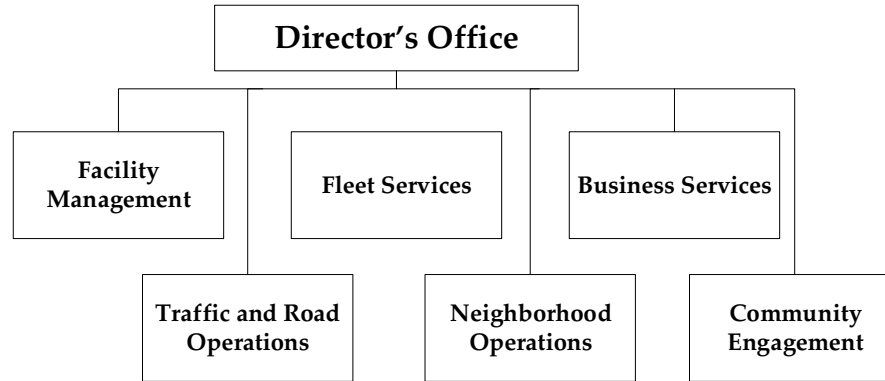 Director’s Office
Facility
Management
Fleet Services
Business Services
Traffic and Road
Operations
Neighborhood
Operations
Community
Engagement